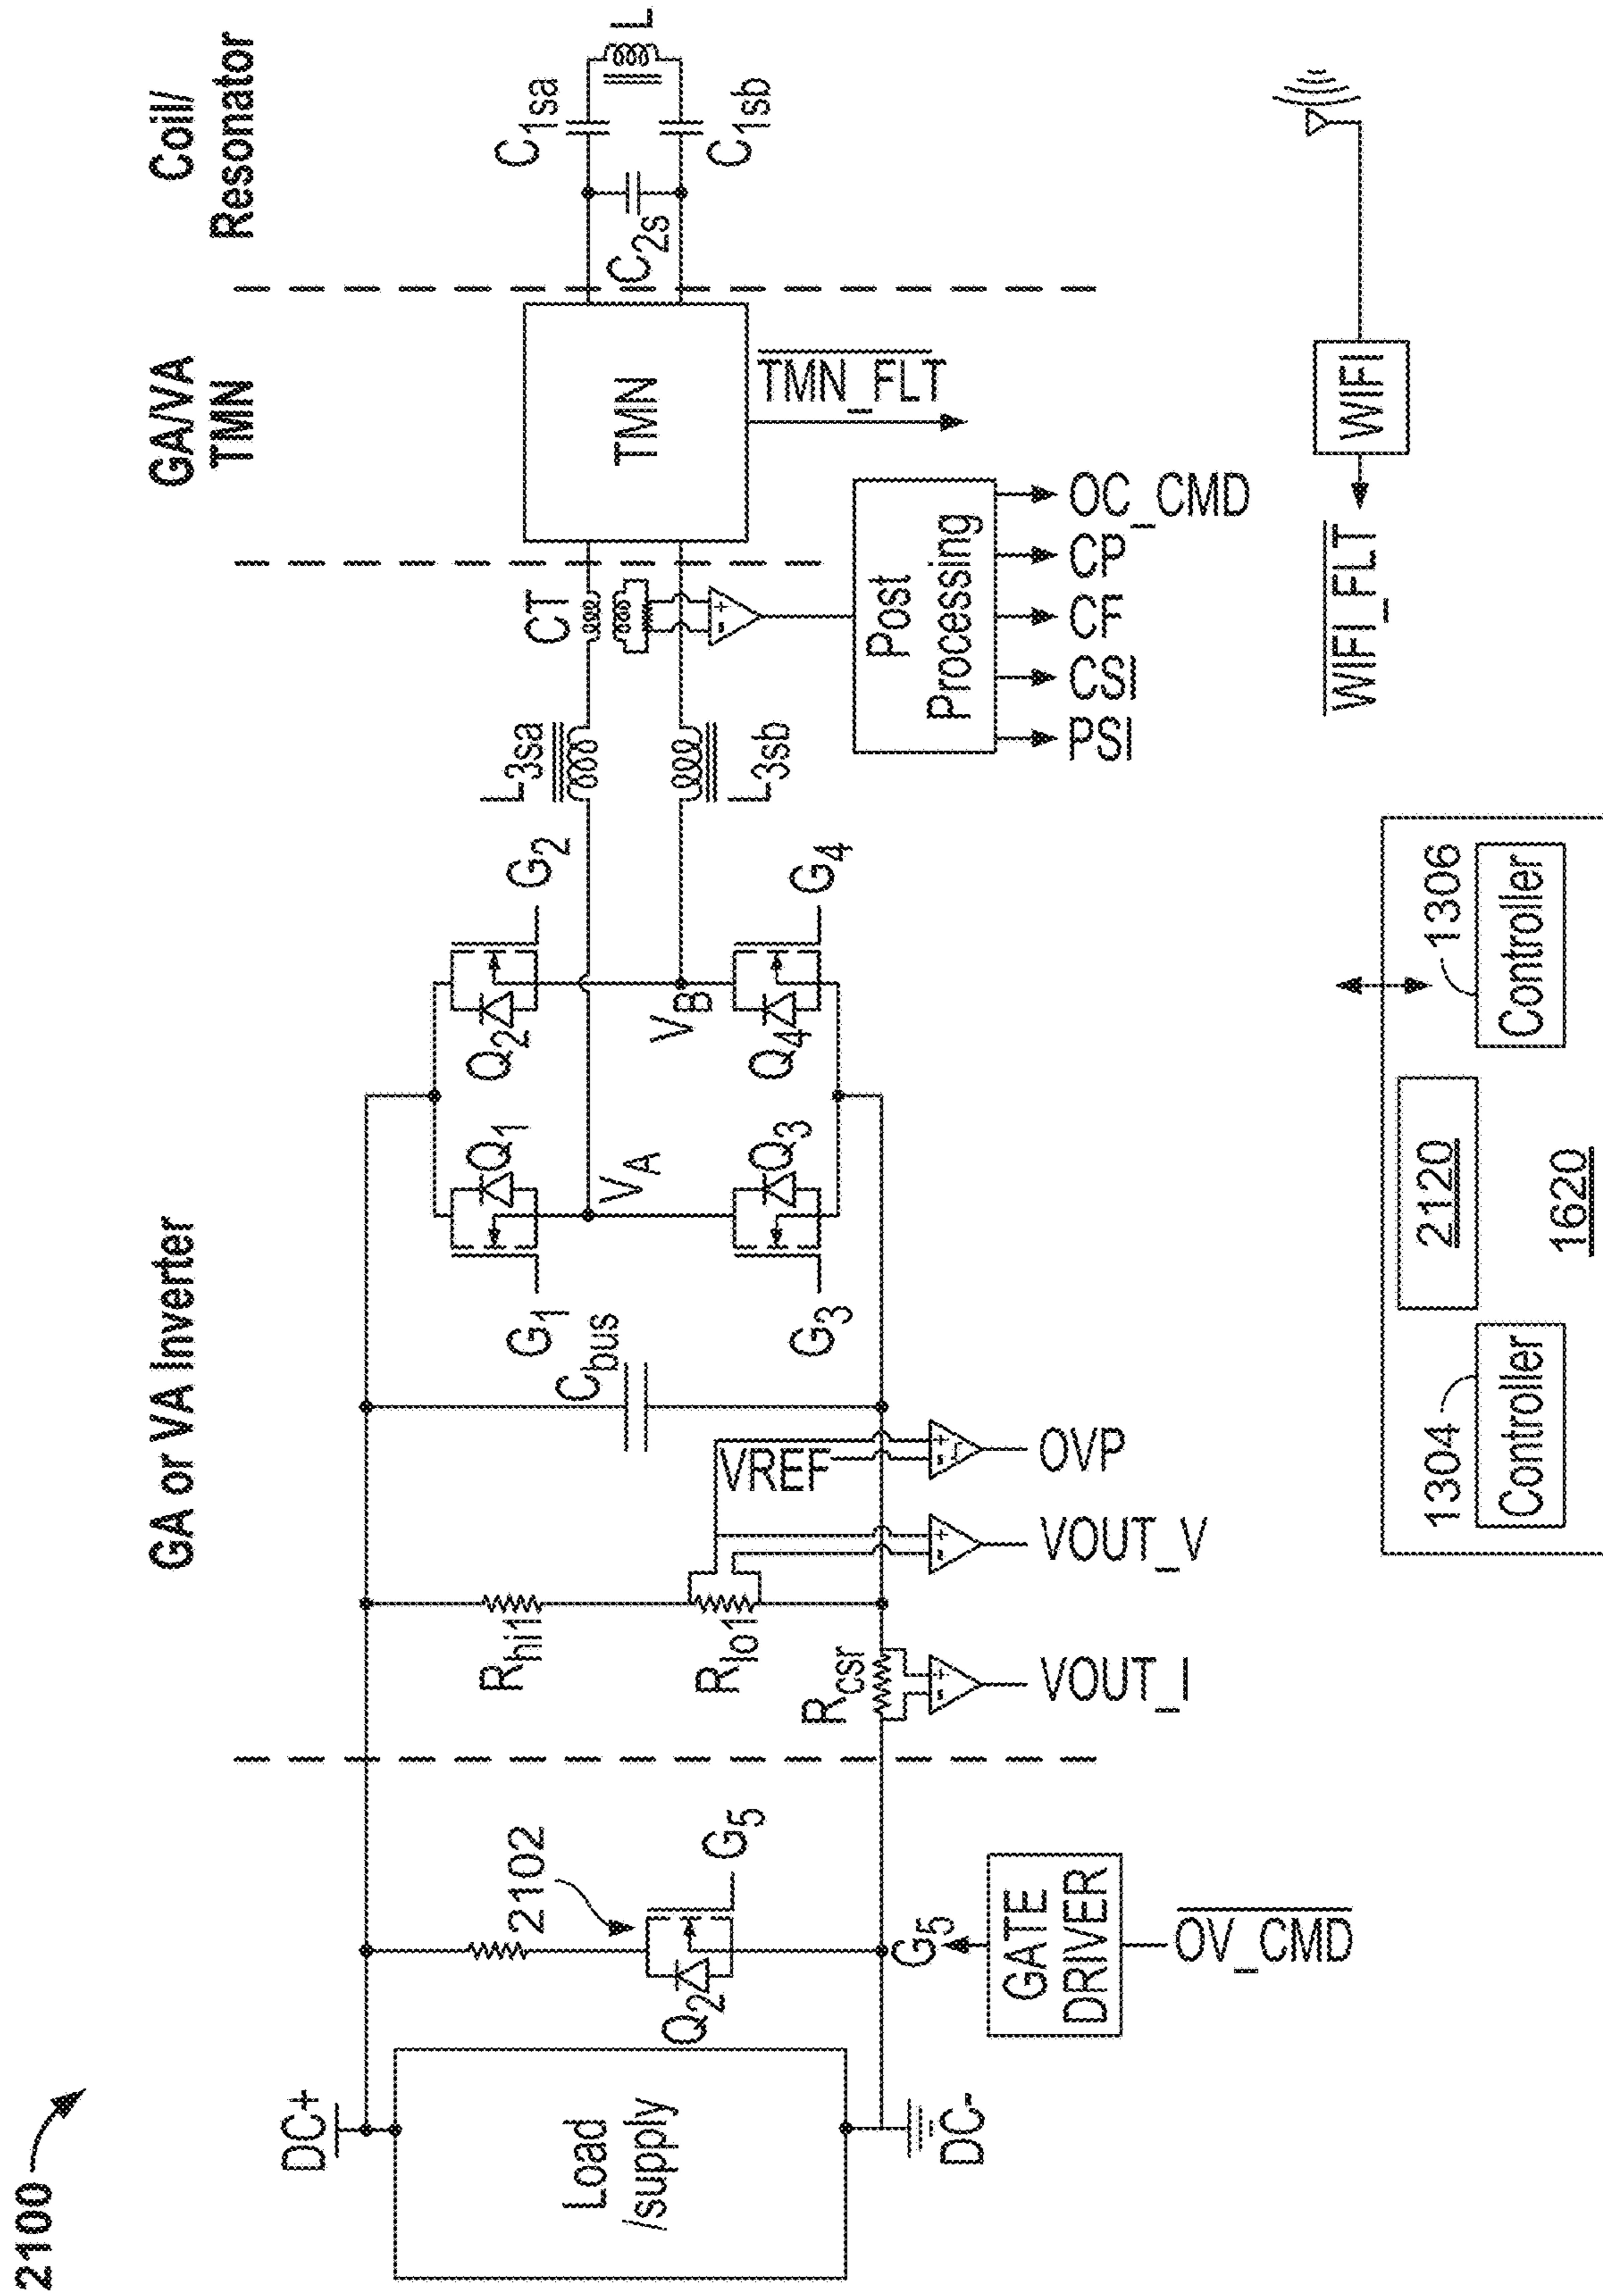 2100
GA or VA Inverter
GA/VA
TMN
Coil/
Resonator
DC+
Load
/supply
DC-
2102
Q2
G5
G5
GATE
DRIVER
OV_CMD
Rhi1
Rlo1
Rcsr
VREF
VOUT_I
VOUT_V
OVP
Cbus
G1
Q1
G3
Q3
VA
Q2
G2
VB
Q4
G4
L3sa
L3sb
CT
Post
Processing
PSI
CSI
CF
CP
OC_CMD
TMN
TMN_FLT
C2s
C1sa
C1sb
L
WIFI_FLT
WIFI
1304
Controller
2120
1306
Controller
1620